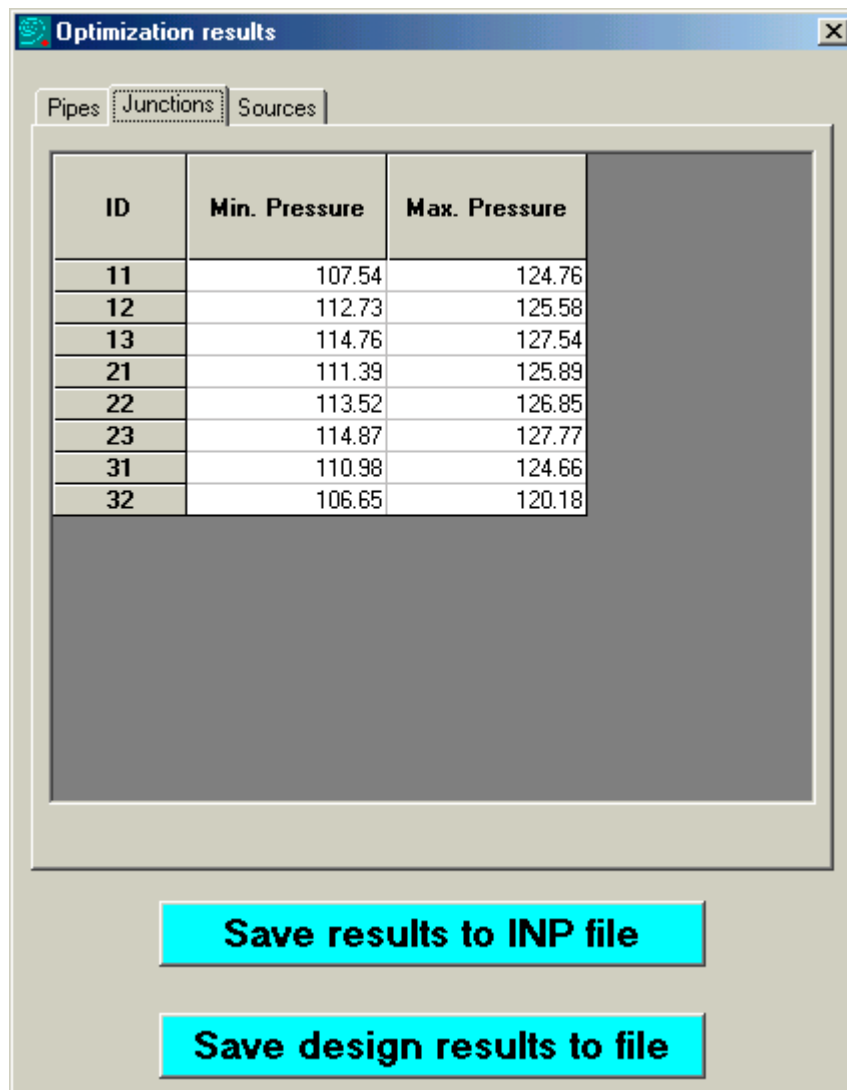 Optimization results
Pipes Junctions Sources
ID Min. Pressure Max. Pressure
11 107.54 124.76
12 112.73 125.58
13 114.76 127.54
21 111.39 125.89
22 113.52 126.85
23 114.87 127.77
31 110.98 124.66
32 106.65 120.18
Save results to INP file
Save design results to file